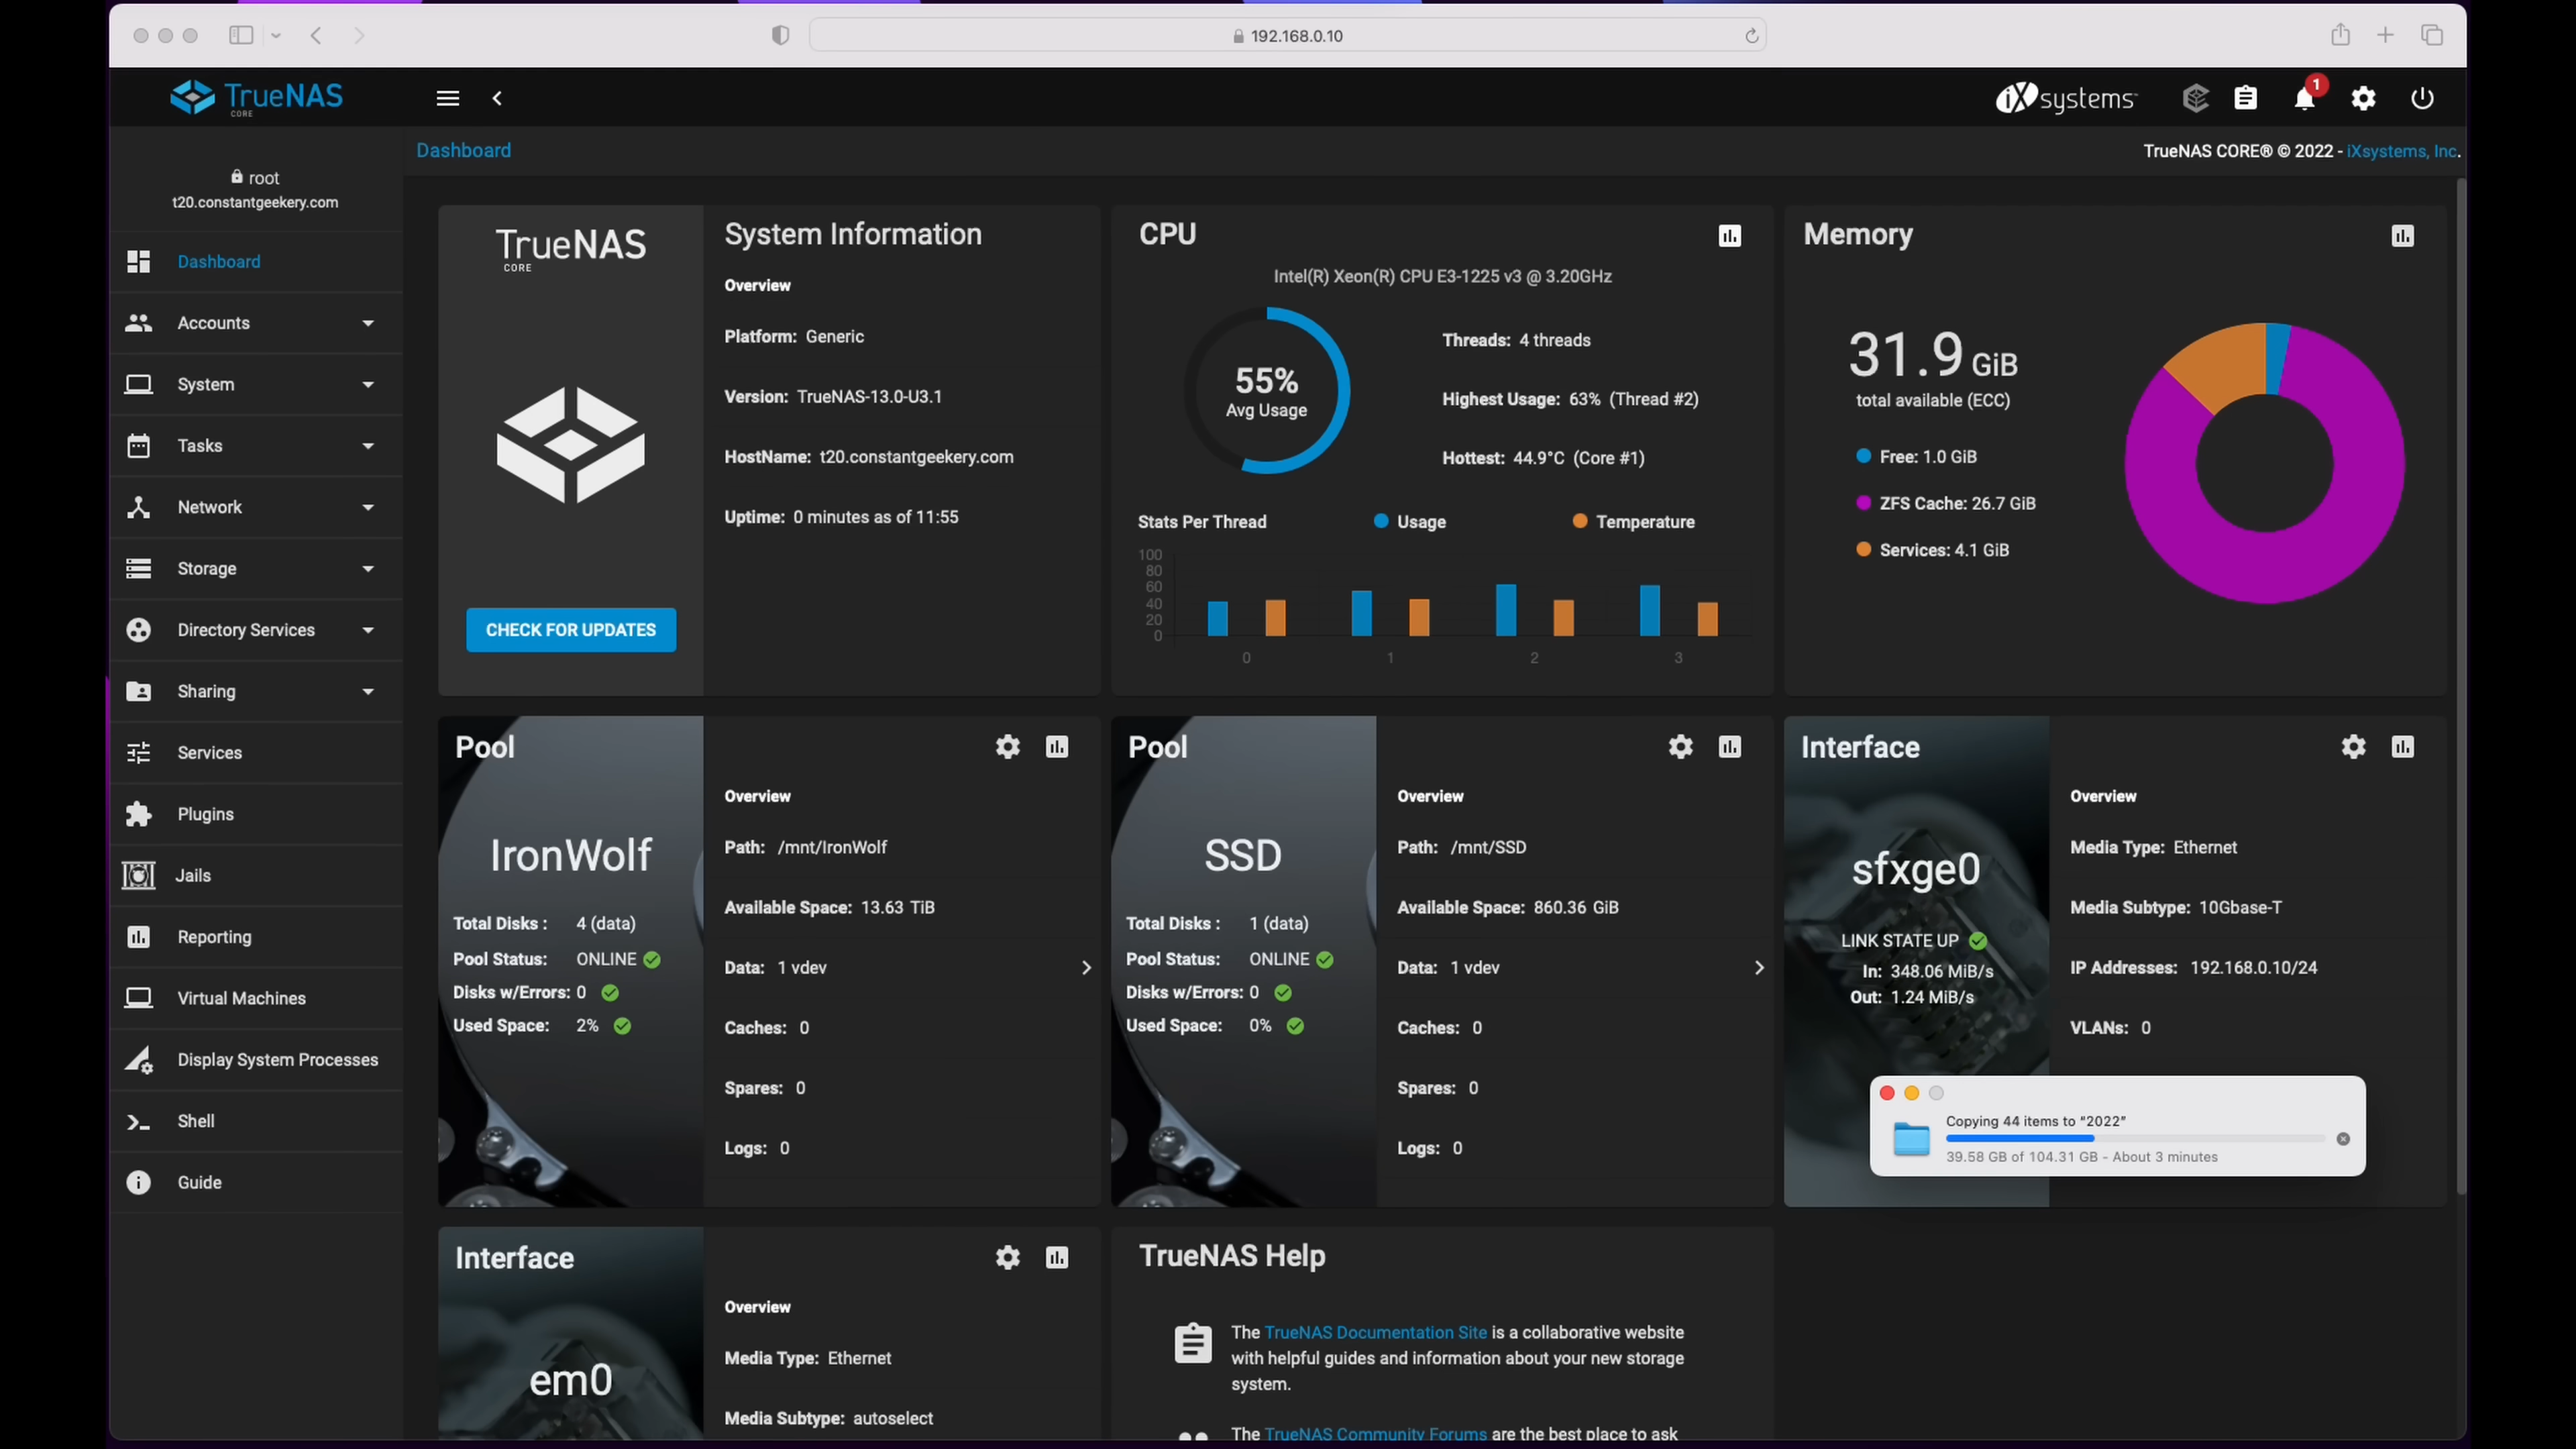 192.168.0.10
TrueNAS
CORE
iXsystems
1
Dashboard
TrueNAS CORE® © 2022 - iXsystems, Inc.
root
t20.constantgeekery.com
Dashboard
Accounts
System
Tasks
Network
Storage
Directory Services
Sharing
Services
Plugins
Jails
Reporting
Virtual Machines
Display System Processes
Shell
Guide
TrueNAS
CORE
CHECK FOR UPDATES
System Information
Overview
Platform: Generic
Version: TrueNAS-13.0-U3.1
HostName: t20.constantgeekery.com
Uptime: 0 minutes as of 11:55
CPU
Intel(R) Xeon(R) CPU E3-1225 v3 @ 3.20GHz
55%
Avg Usage
Threads: 4 threads
Highest Usage: 63% (Thread #2)
Hottest: 44.9°C (Core #1)
Stats Per Thread
Usage
Temperature
100
80
60
40
20
0
0 1 2 3
Memory
31.9 GiB
total available (ECC)
Free: 1.0 GiB
ZFS Cache: 26.7 GiB
Services: 4.1 GiB
Pool
IronWolf
Total Disks : 4 (data)
Pool Status: ONLINE
Disks w/Errors: 0
Used Space: 2%
Overview
Path: /mnt/IronWolf
Available Space: 13.63 TiB
Data: 1 vdev
Caches: 0
Spares: 0
Logs: 0
Pool
SSD
Total Disks : 1 (data)
Pool Status: ONLINE
Disks w/Errors: 0
Used Space: 0%
Overview
Path: /mnt/SSD
Available Space: 860.36 GiB
Data: 1 vdev
Caches: 0
Spares: 0
Logs: 0
Interface
sfxge0
LINK STATE UP
In: 348.06 MiB/s
Out: 1.24 MiB/s
Overview
Media Type: Ethernet
Media Subtype: 10Gbase-T
IP Addresses: 192.168.0.10/24
VLANs: 0
Copying 44 items to “2022”
39.58 GB of 104.31 GB - About 3 minutes
Interface
em0
Overview
Media Type: Ethernet
Media Subtype: autoselect
TrueNAS Help
The TrueNAS Documentation Site is a collaborative website
with helpful guides and information about your new storage
system.
The TrueNAS Community Forums are the best place to ask